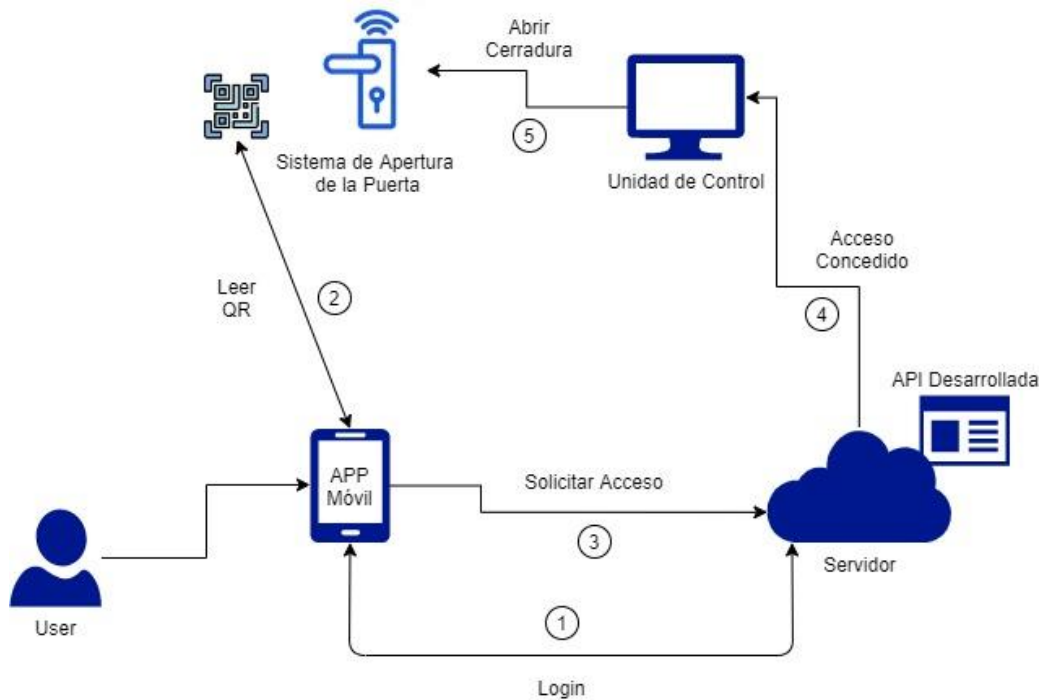 Abrir
Cerradura
5
Sistema de Apertura
de la Puerta
Unidad de Control
Acceso
Concedido
4
Leer
QR
2
API Desarrollada
APP
Móvil
Solicitar Acceso
3
Servidor
User
1
Login